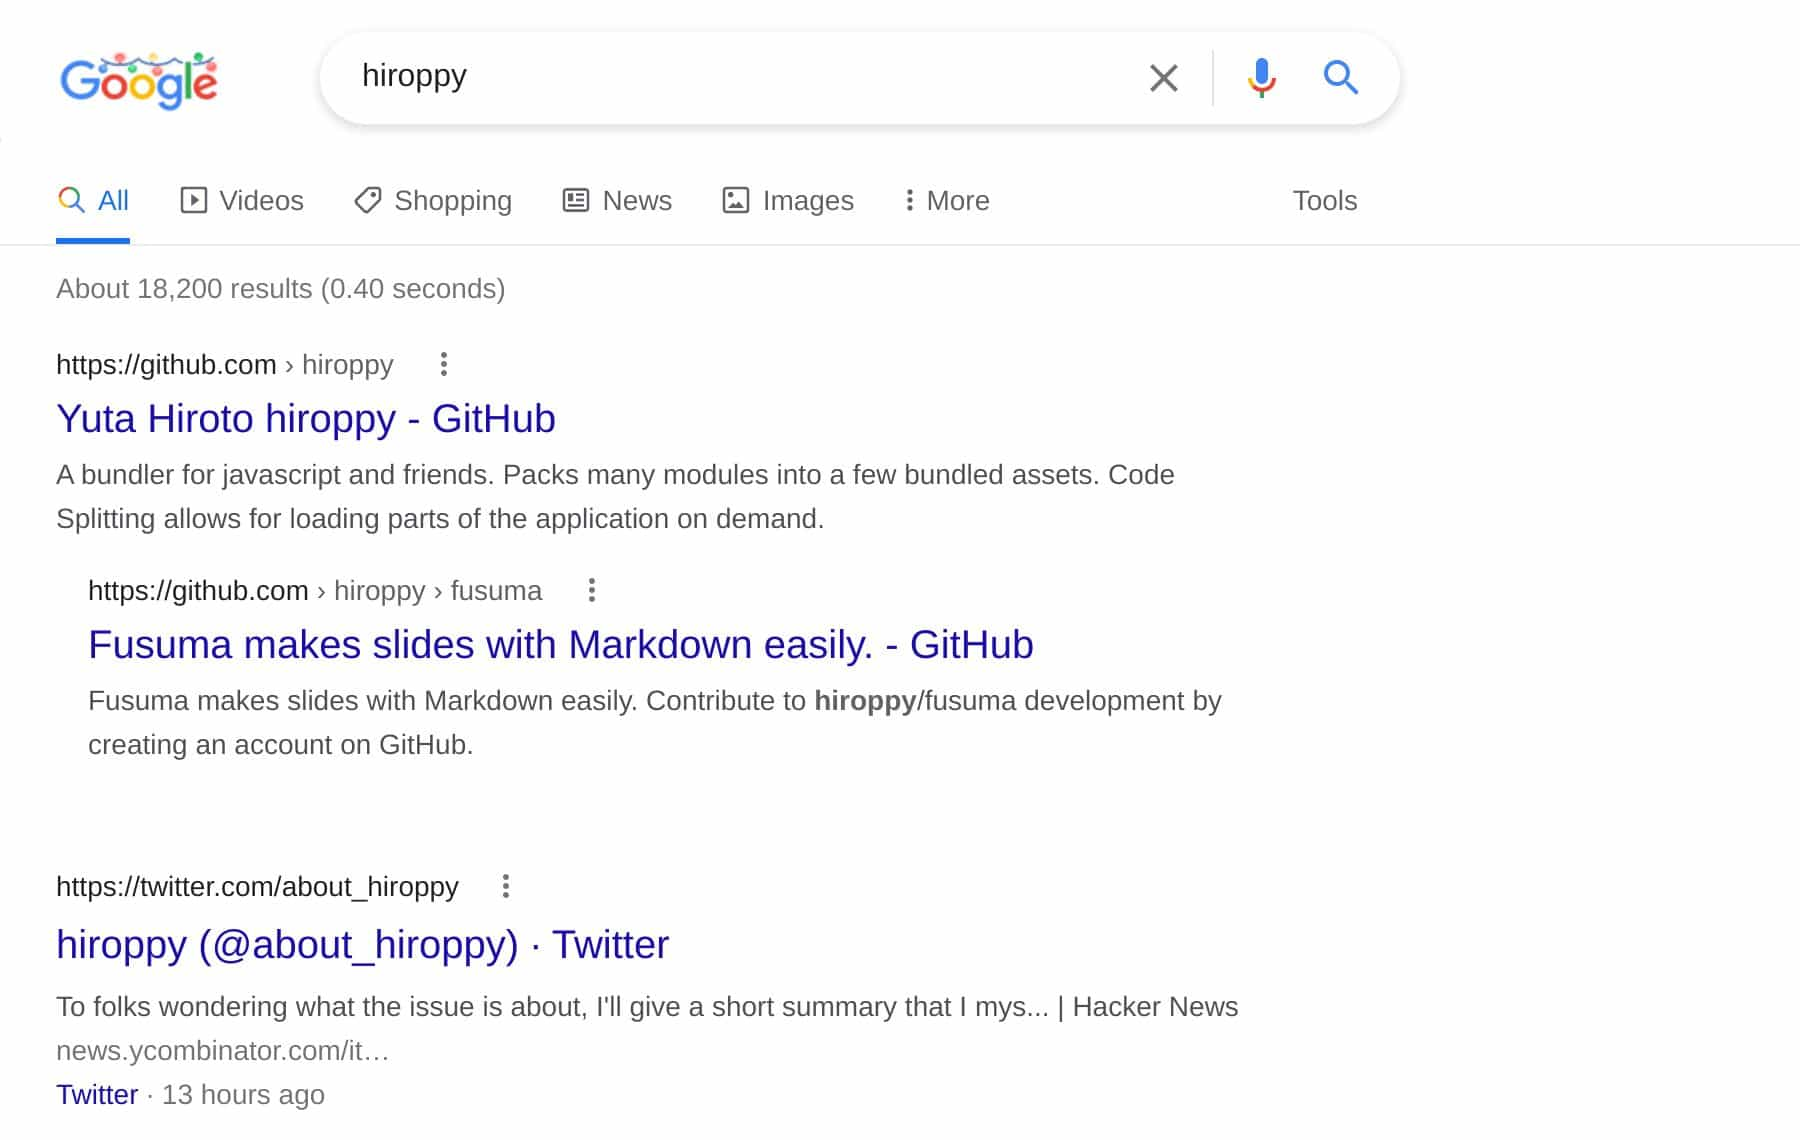 Google
hiroppy
All Videos Shopping News Images More Tools
About 18,200 results (0.40 seconds)
https://github.com › hiroppy
Yuta Hiroto hiroppy - GitHub
A bundler for javascript and friends. Packs many modules into a few bundled assets. Code
Splitting allows for loading parts of the application on demand.
https://github.com › hiroppy › fusuma
Fusuma makes slides with Markdown easily. - GitHub
Fusuma makes slides with Markdown easily. Contribute to hiroppy/fusuma development by
creating an account on GitHub.
https://twitter.com/about_hiroppy
hiroppy (@about_hiroppy) · Twitter
To folks wondering what the issue is about, I'll give a short summary that I mys... | Hacker News
news.ycombinator.com/it…
Twitter · 13 hours ago